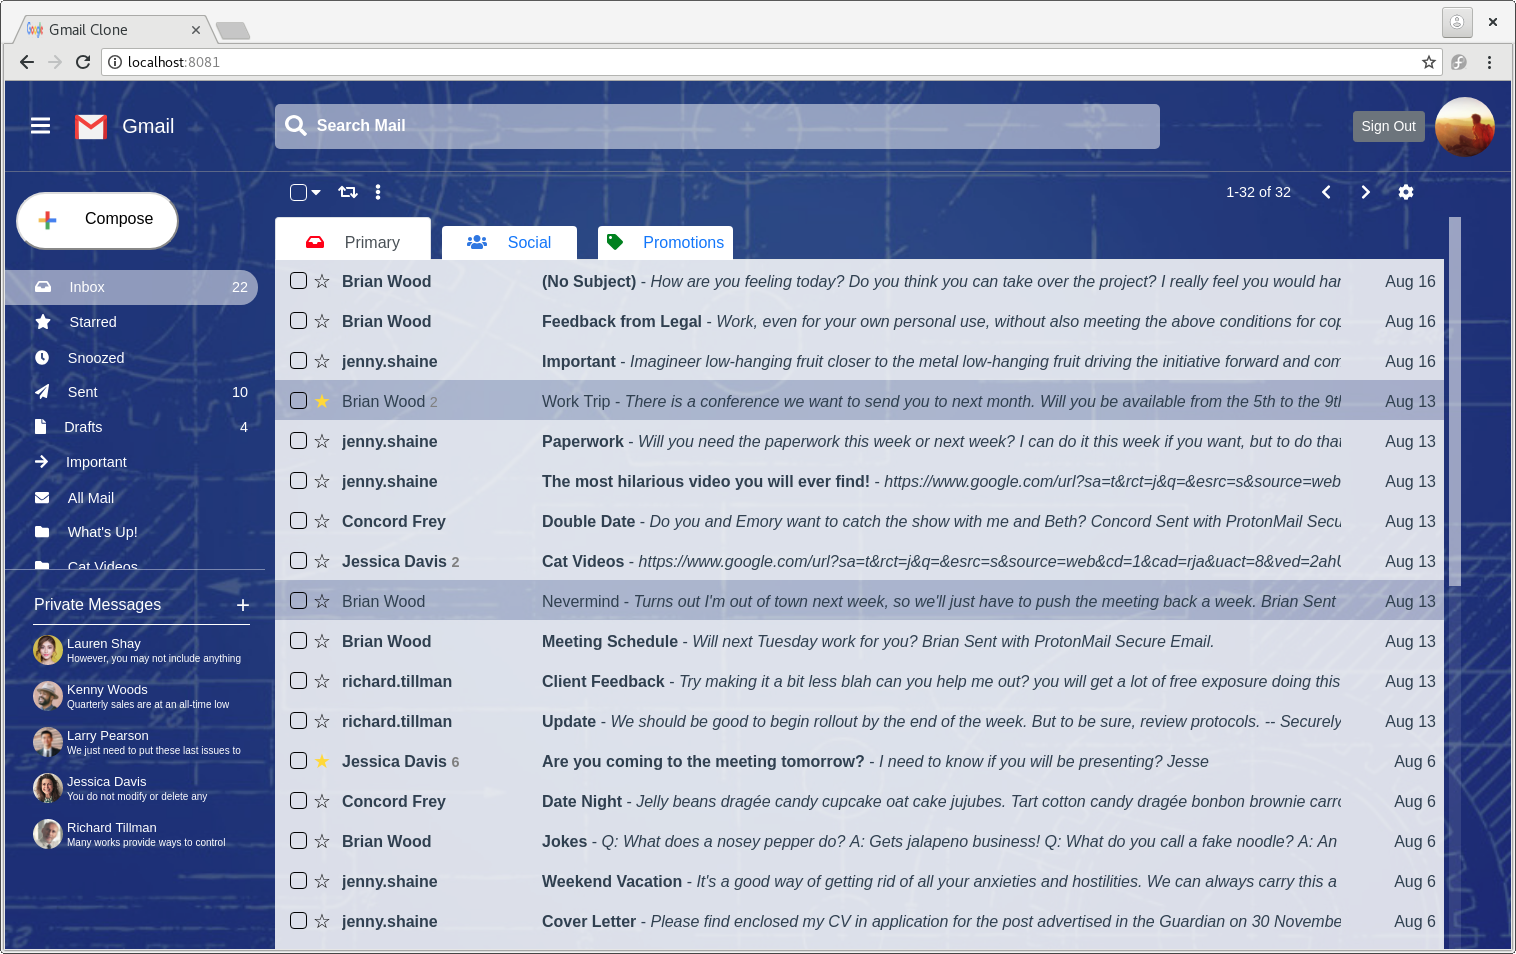 Gmail Clone
localhost:8081
Gmail
Search Mail
Sign Out
Compose
1-32 of 32
Primary
Social
Promotions
Inbox 22
Starred
Snoozed
Sent 10
Drafts 4
Important
All Mail
What's Up!
Cat Videos
Private Messages +
Lauren Shay
However, you may not include anything
Kenny Woods
Quarterly sales are at an all-time low
Larry Pearson
We just need to put these last issues to
Jessica Davis
You do not modify or delete any
Richard Tillman
Many works provide ways to control
Brian Wood (No Subject) - How are you feeling today? Do you think you can take over the project? I really feel you would har Aug 16
Brian Wood Feedback from Legal - Work, even for your own personal use, without also meeting the above conditions for cop Aug 16
jenny.shaine Important - Imagineer low-hanging fruit closer to the metal low-hanging fruit driving the initiative forward and com Aug 16
Brian Wood 2 Work Trip - There is a conference we want to send you to next month. Will you be available from the 5th to the 9th Aug 13
jenny.shaine Paperwork - Will you need the paperwork this week or next week? I can do it this week if you want, but to do that Aug 13
jenny.shaine The most hilarious video you will ever find! - https://www.google.com/url?sa=t&rct=j&q=&esrc=s&source=web Aug 13
Concord Frey Double Date - Do you and Emory want to catch the show with me and Beth? Concord Sent with ProtonMail Secu Aug 13
Jessica Davis 2 Cat Videos - https://www.google.com/url?sa=t&rct=j&q=&esrc=s&source=web&cd=1&cad=rja&uact=8&ved=2ahU Aug 13
Brian Wood Nevermind - Turns out I'm out of town next week, so we'll just have to push the meeting back a week. Brian Sent Aug 13
Brian Wood Meeting Schedule - Will next Tuesday work for you? Brian Sent with ProtonMail Secure Email. Aug 13
richard.tillman Client Feedback - Try making it a bit less blah can you help me out? you will get a lot of free exposure doing this Aug 13
richard.tillman Update - We should be good to begin rollout by the end of the week. But to be sure, review protocols. -- Securely Aug 13
Jessica Davis 6 Are you coming to the meeting tomorrow? - I need to know if you will be presenting? Jesse Aug 6
Concord Frey Date Night - Jelly beans dragée candy cupcake oat cake jujubes. Tart cotton candy dragée bonbon brownie carro Aug 6
Brian Wood Jokes - Q: What does a nosey pepper do? A: Gets jalapeno business! Q: What do you call a fake noodle? A: An Aug 6
jenny.shaine Weekend Vacation - It's a good way of getting rid of all your anxieties and hostilities. We can always carry this a Aug 6
jenny.shaine Cover Letter - Please find enclosed my CV in application for the post advertised in the Guardian on 30 Novembe Aug 6